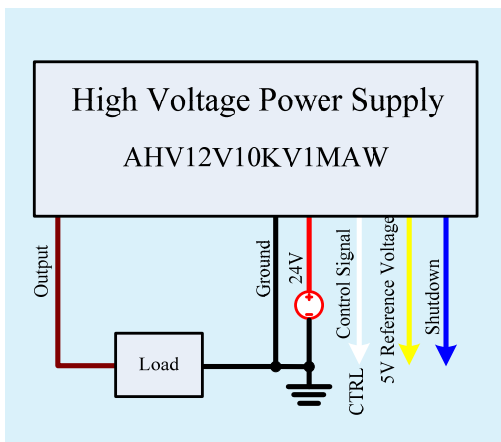 High Voltage Power Supply
AHV12V10KV1MAW
Output
Ground
24V
Control Signal
CTRL
5V Reference Voltage
Shutdown
Load